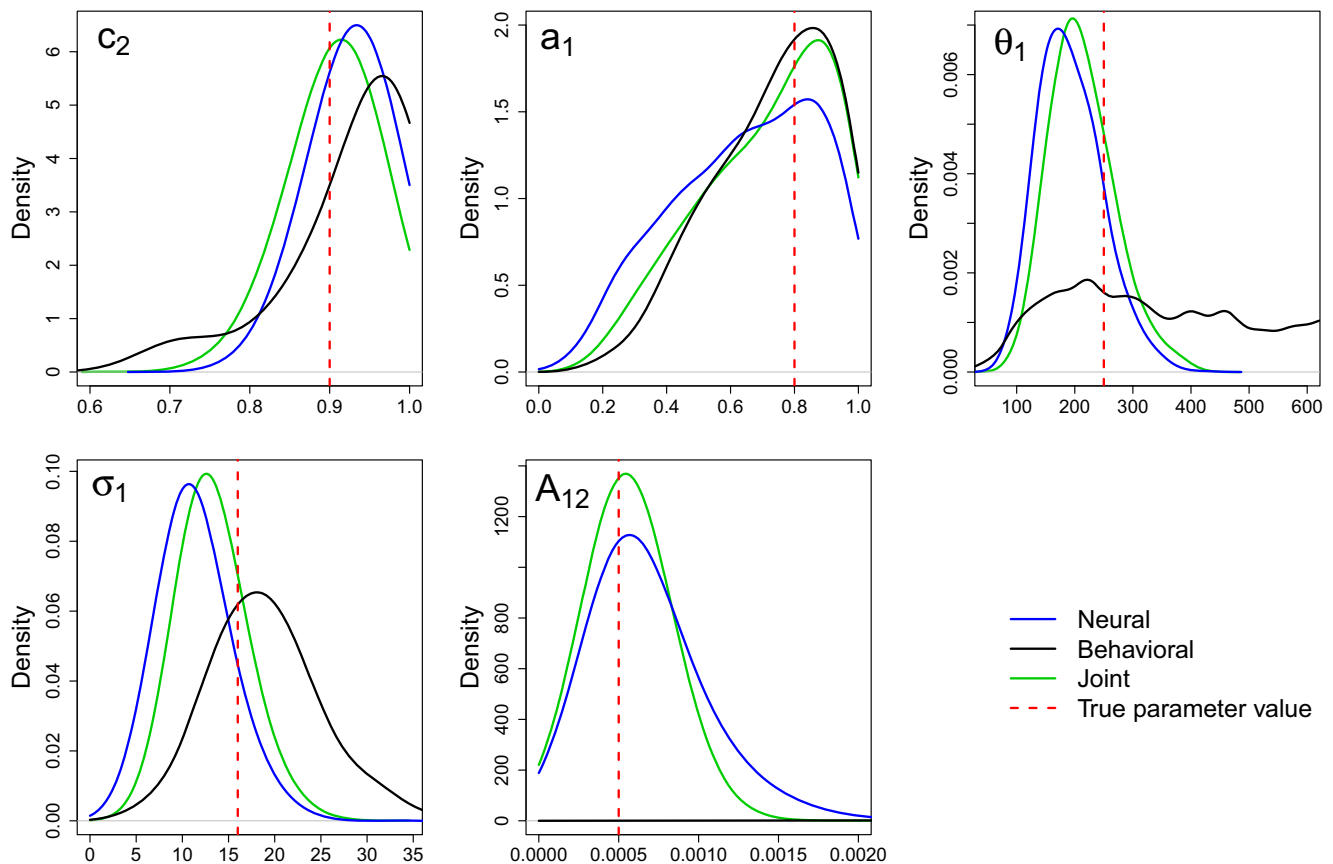 c2
Density
0 1 2 3 4 5 6
0.6 0.7 0.8 0.9 1.0
a1
Density
0.0 0.5 1.0 1.5 2.0
0.0 0.2 0.4 0.6 0.8 1.0
θ1
Density
0.000 0.002 0.004 0.006
100 200 300 400 500 600
σ1
Density
0.00 0.02 0.04 0.06 0.08 0.10
0 5 10 15 20 25 30 35
A12
Density
0 200 400 600 800 1200
0.0000 0.0005 0.0010 0.0015 0.0020
Neural
Behavioral
Joint
True parameter value